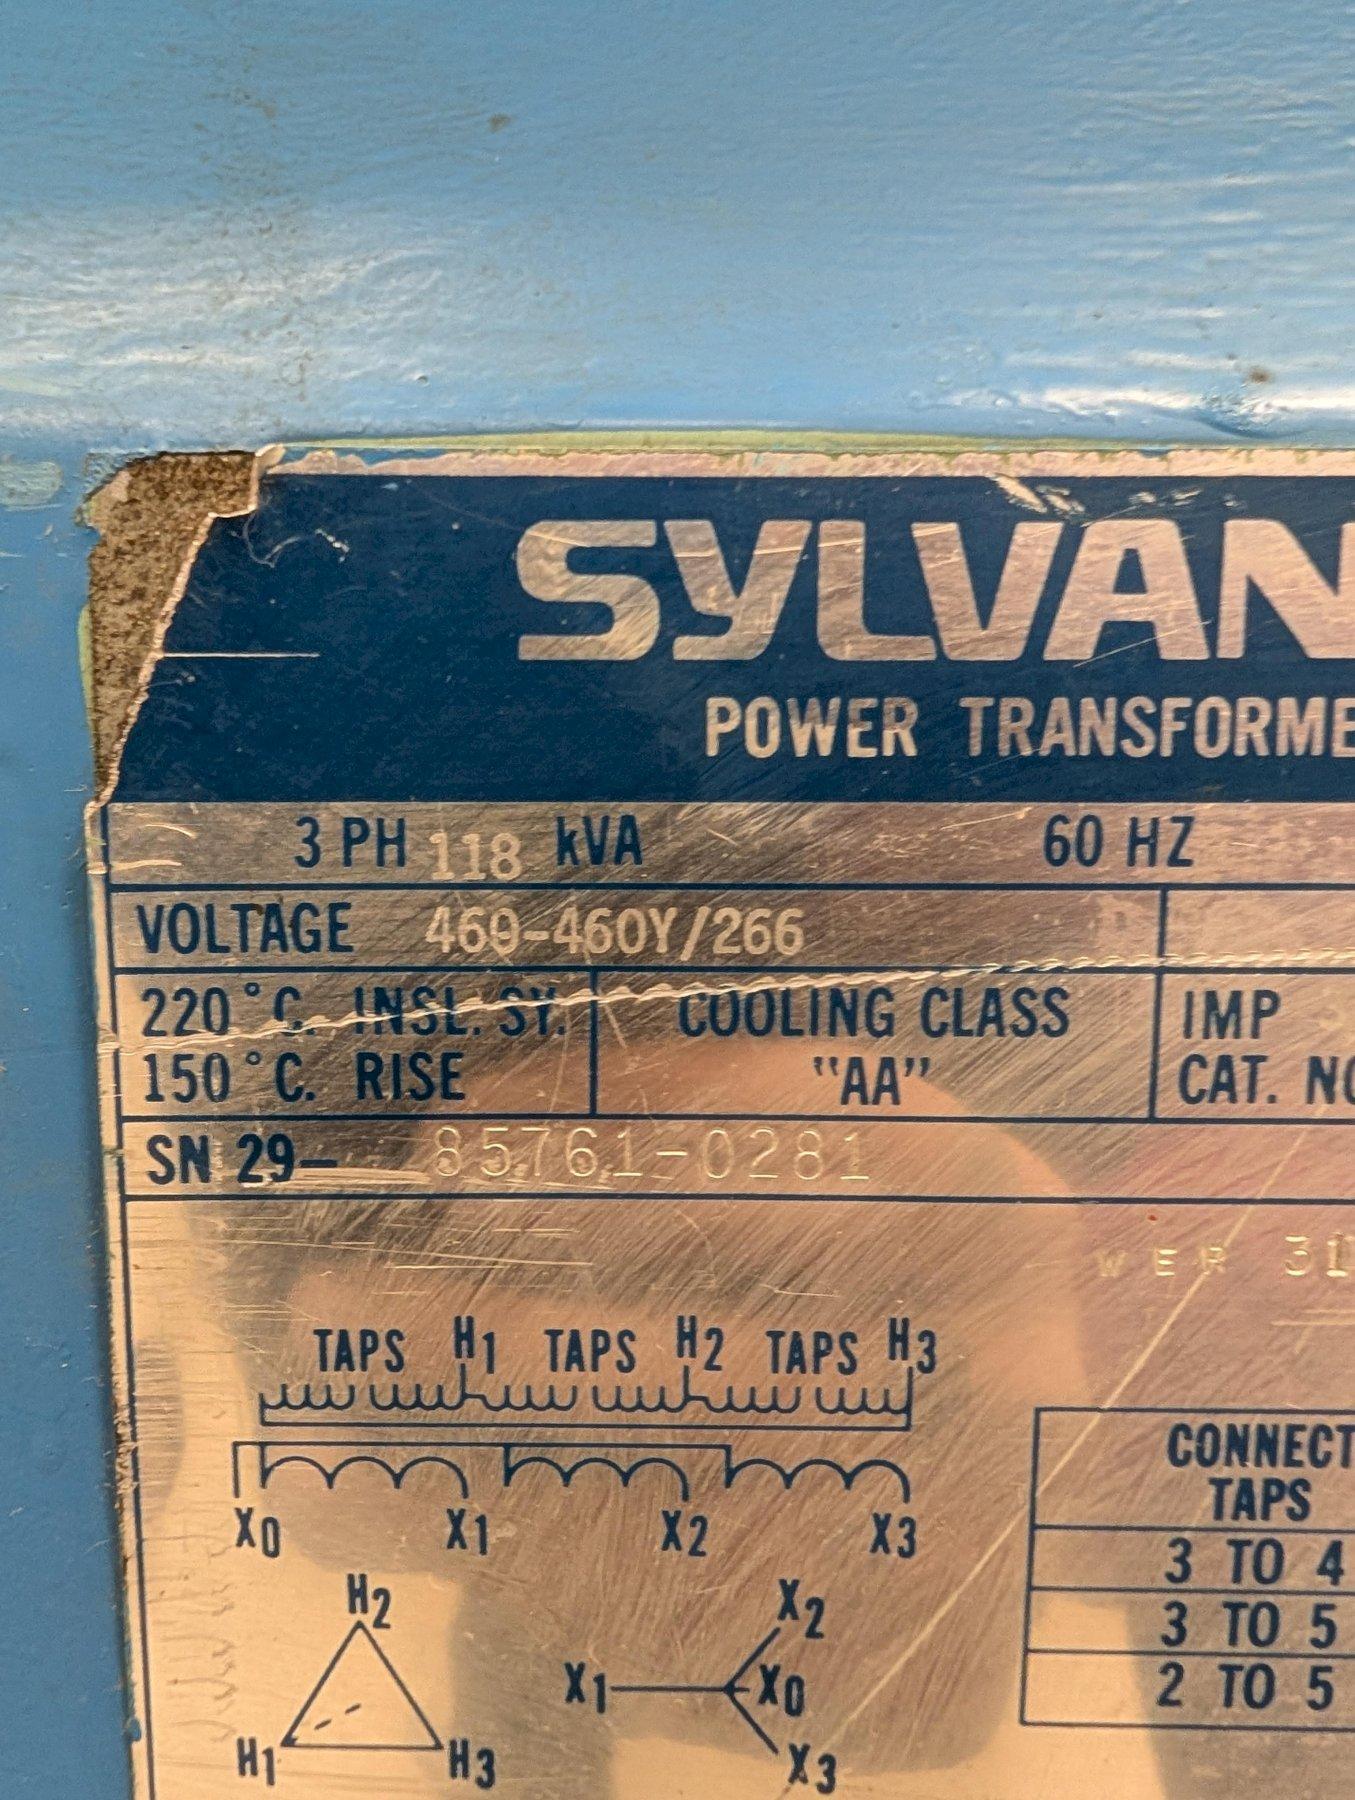 SYLVAN
POWER TRANSFORME
3 PH 118 kVA 60 HZ
VOLTAGE 460-460Y/266
220°C. INSL. SY. COOLING CLASS IMP
150°C. RISE "AA" CAT. NO
SN 29- 85761-0281
WER 31
TAPS H1 TAPS H2 TAPS H3
X0 X1 X2 X3
CONNECT
TAPS
3 TO 4
3 TO 5
2 TO 5
H2
H1 H3
X2
X1 X0
X3